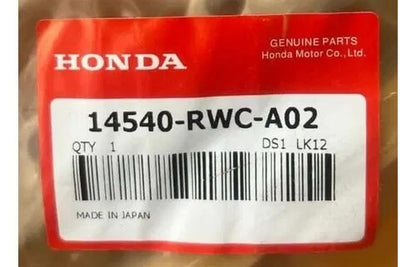 GENUINE PARTS
Honda Motor Co.,Ltd.
HONDA
14540-RWC-A02
QTY 1 DS1 LK12
MADE IN JAPAN